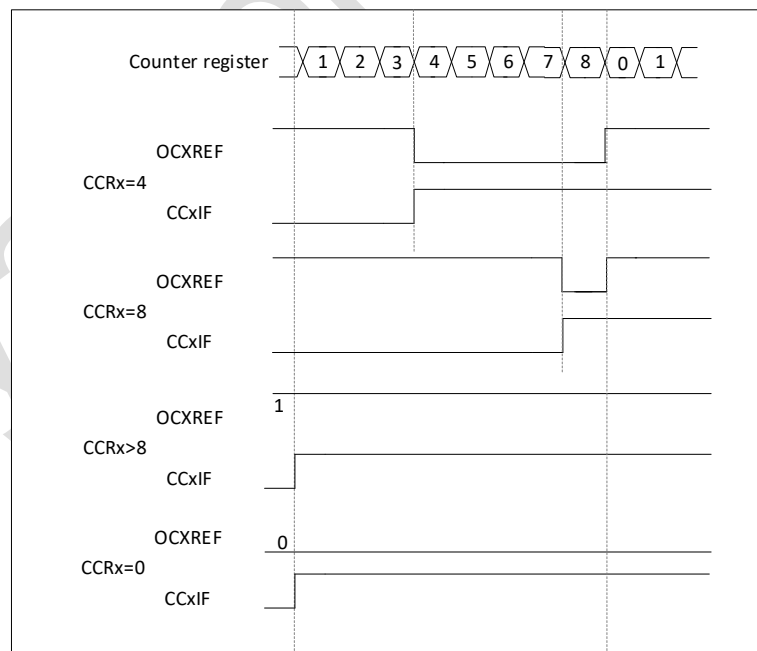 Counter register 1 2 3 4 5 6 7 8 0 1
OCXREF
CCRx=4
CCxIF
OCXREF
CCRx=8
CCxIF
1
OCXREF
CCRx>8
CCxIF
OCXREF 0
CCRx=0
CCxIF